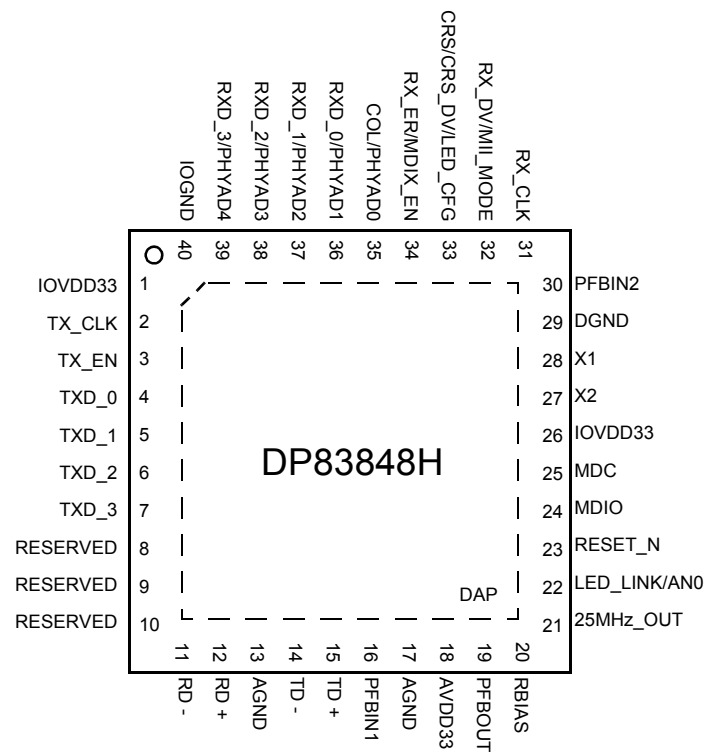 IOGND
RXD_3/PHYAD4
RXD_2/PHYAD3
RXD_1/PHYAD2
RXD_0/PHYAD1
COL/PHYAD0
RX_ER/MDIX_EN
CRS/CRS_DV/LED_CFG
RX_DV/MII_MODE
RX_CLK
40
39
38
37
36
35
34
33
32
31
IOVDD33 1
TX_CLK 2
TX_EN 3
TXD_0 4
TXD_1 5
TXD_2 6
TXD_3 7
RESERVED 8
RESERVED 9
RESERVED 10
DP83848H
DAP
30 PFBIN2
29 DGND
28 X1
27 X2
26 IOVDD33
25 MDC
24 MDIO
23 RESET_N
22 LED_LINK/AN0
21 25MHz_OUT
11
12
13
14
15
16
17
18
19
20
RD -
RD +
AGND
TD -
TD +
PFBIN1
AGND
AVDD33
PFBOUT
RBIAS